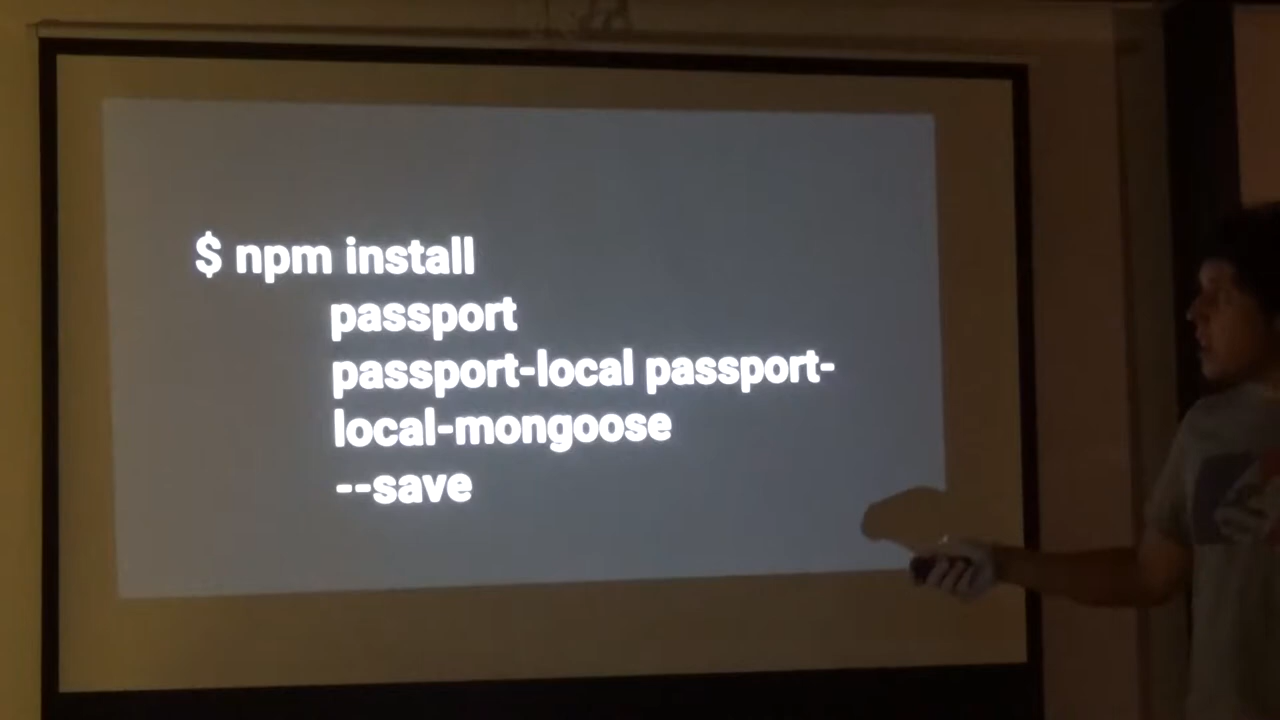 $ npm install
passport
passport-local passport-
local-mongoose
--save